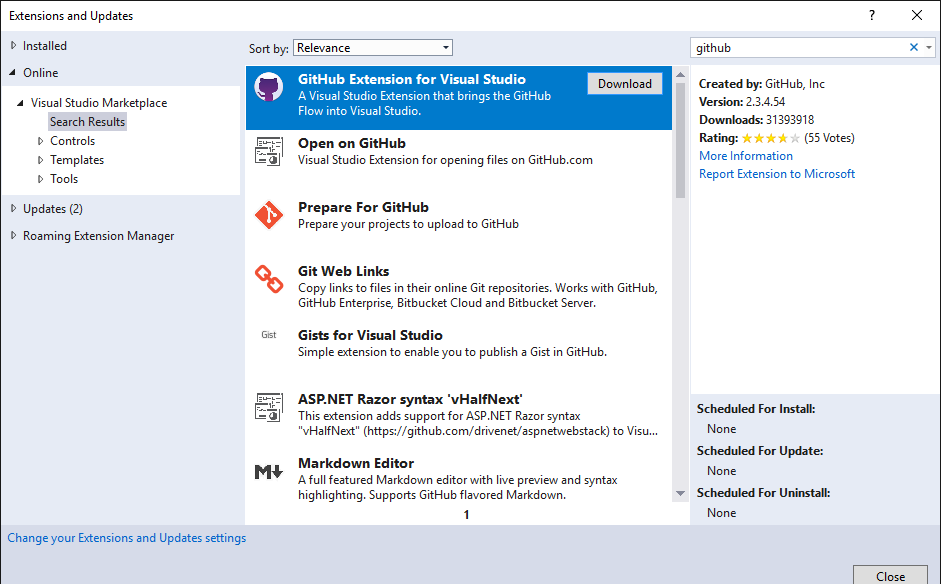 Extensions and Updates
?
Installed
Online
Visual Studio Marketplace
Search Results
Controls
Templates
Tools
Updates (2)
Roaming Extension Manager
Sort by: Relevance
GitHub Extension for Visual Studio
Download
A Visual Studio Extension that brings the GitHub
Flow into Visual Studio.
Open on GitHub
Visual Studio Extension for opening files on GitHub.com
Prepare For GitHub
Prepare your projects to upload to GitHub
Git Web Links
Copy links to files in their online Git repositories. Works with GitHub,
GitHub Enterprise, Bitbucket Cloud and Bitbucket Server.
Gist
Gists for Visual Studio
Simple extension to enable you to publish a Gist in GitHub.
ASP.NET Razor syntax 'vHalfNext'
This extension adds support for ASP.NET Razor syntax
"vHalfNext" (https://github.com/drivenet/aspnetwebstack) to Visu...
M
Markdown Editor
A full featured Markdown editor with live preview and syntax
highlighting. Supports GitHub flavored Markdown.
1
github
Created by: GitHub, Inc
Version: 2.3.4.54
Downloads: 31393918
Rating: (55 Votes)
More Information
Report Extension to Microsoft
Scheduled For Install:
None
Scheduled For Update:
None
Scheduled For Uninstall:
None
Change your Extensions and Updates settings
Close